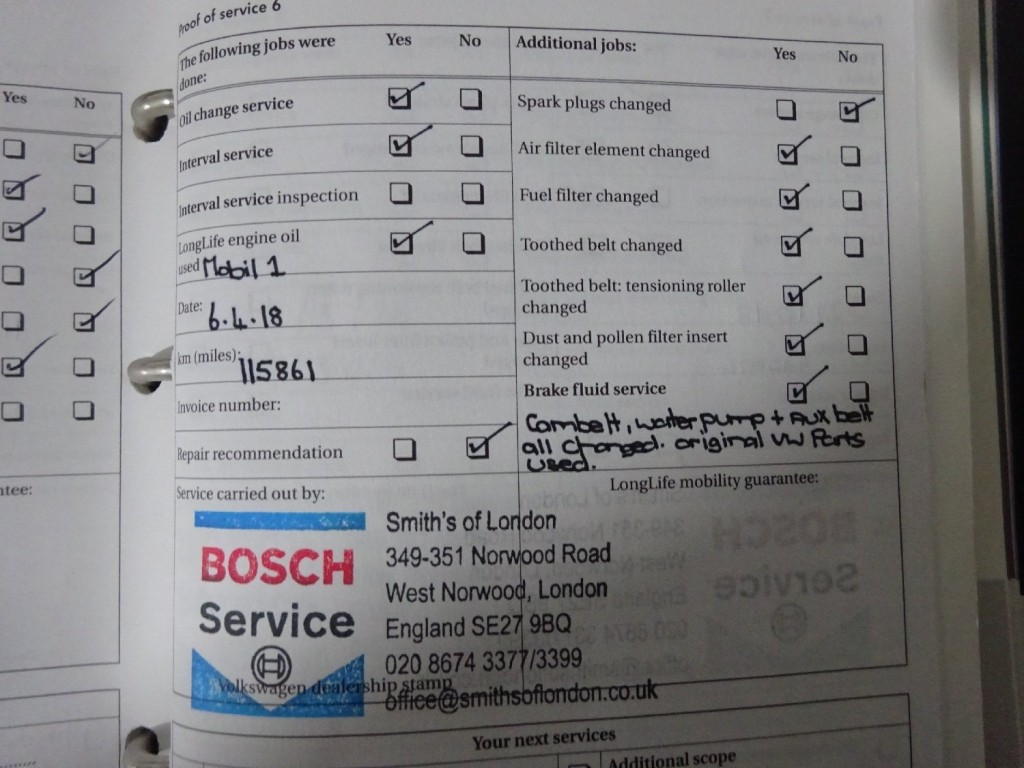 Proof of service 6
The following jobs were done: Yes No
Oil change service
Interval service
Interval service inspection
LongLife engine oil
used Mobil 1
Date: 6.4.18
km (miles): 115861
Invoice number:
Repair recommendation
Additional jobs: Yes No
Spark plugs changed
Air filter element changed
Fuel filter changed
Toothed belt changed
Toothed belt: tensioning roller
changed
Dust and pollen filter insert
changed
Brake fluid service
Cambelt, water pump + Aux belt
all changed. original VW Parts
used.
Service carried out by:
LongLife mobility guarantee:
BOSCH
Service
Smith's of London
349-351 Norwood Road
West Norwood, London
England SE27 9BQ
020 8674 3377/3399
office@smithsoflondon.co.uk
Volkswagen dealership stamp
Your next services
Additional scope
Yes No
ntee: